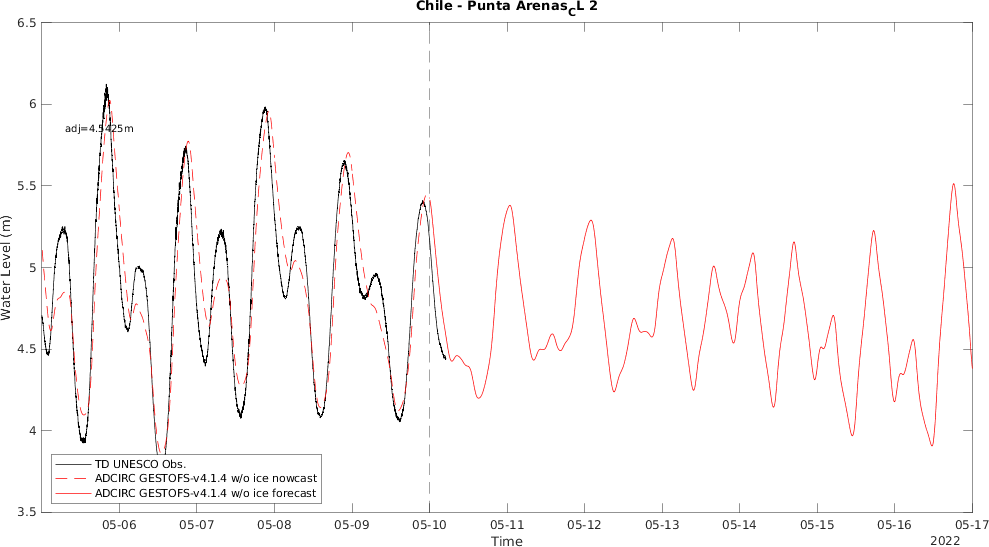 Chile - Punta Arenas_CL 2
6.5
6
5.5
5
4.5
4
3.5
Water Level (m)
adj=4.5425m
TD UNESCO Obs.
ADCIRC GESTOFS-v4.1.4 w/o ice nowcast
ADCIRC GESTOFS-v4.1.4 w/o ice forecast
05-06 05-07 05-08 05-09 05-10 05-11 05-12 05-13 05-14 05-15 05-16 05-17
Time
2022